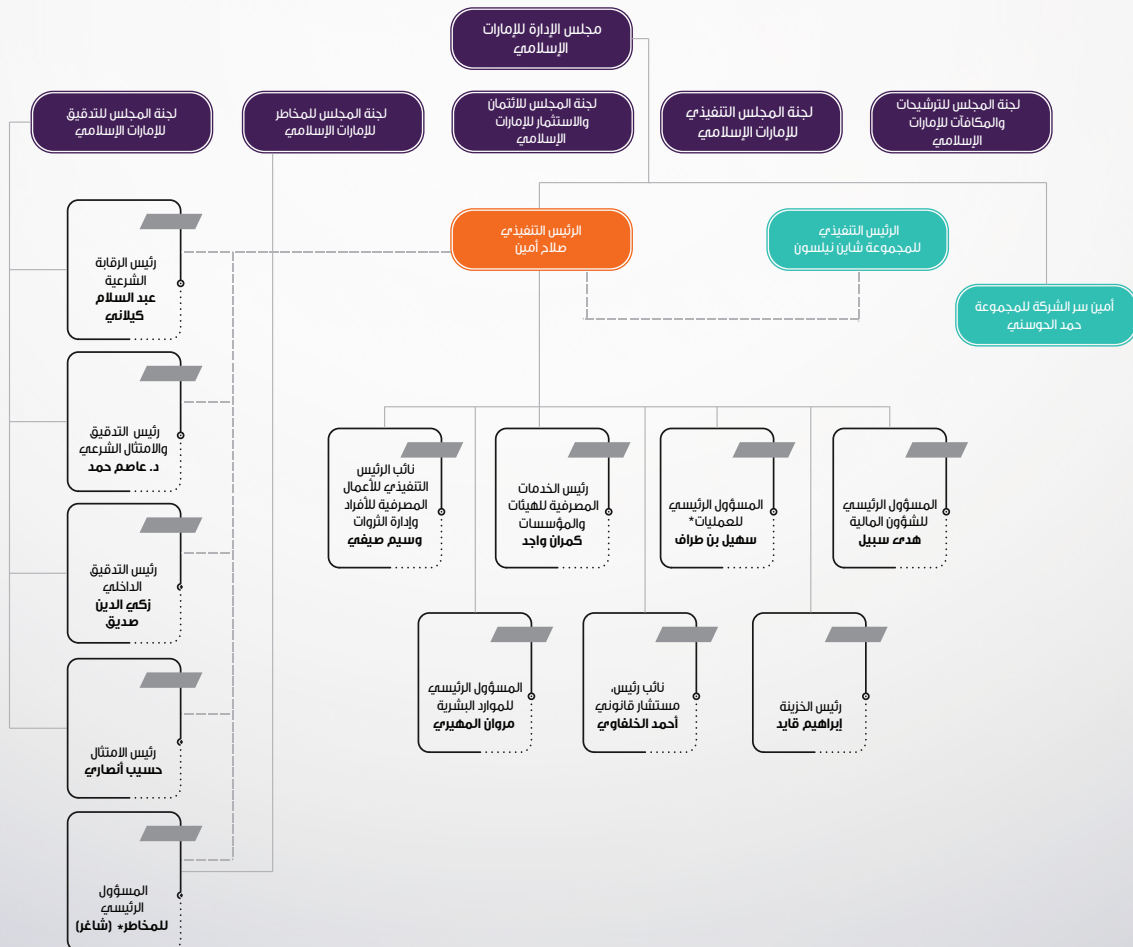 مجلس الإدارة للإمارات
الإسلامي
لجنة المجلس للترشيحات
والمكافآت للإمارات
الإسلامي
لجنة المجلس التنفيذي
للإمارات الإسلامي
لجنة المجلس للائتمان
والاستثمار للإمارات
الإسلامي
لجنة المجلس للمخاطر
للإمارات الإسلامي
لجنة المجلس للتدقيق
للإمارات الإسلامي
الرئيس التنفيذي
للمجموعة شاين نيلسون
الرئيس التنفيذي
صلاح أمين
أمين سر الشركة للمجموعة
حمد الحوسني
رئيس الرقابة
الشرعية
عبد السلام
كيلاني
رئيس التدقيق
والامتثال الشرعي
د. عاصم حمد
رئيس التدقيق
الداخلي
زكي الدين
صديق
رئيس الامتثال
حسيب أنصاري
المسؤول
الرئيسي
للمخاطر* (شاغر)
المسؤول الرئيسي
للشؤون المالية
هدى سبيل
المسؤول الرئيسي
للعمليات*
سهيل بن طراف
رئيس الخدمات
المصرفية للهيئات
والمؤسسات
كمران واجد
نائب الرئيس
التنفيذي للأعمال
المصرفية للأفراد
وإدارة الثروات
وسيم صيفي
رئيس الخزينة
إبراهيم قايد
نائب رئيس،
مستشار قانوني
أحمد الخلفاوي
المسؤول الرئيسي
للموارد البشرية
مروان المهيري